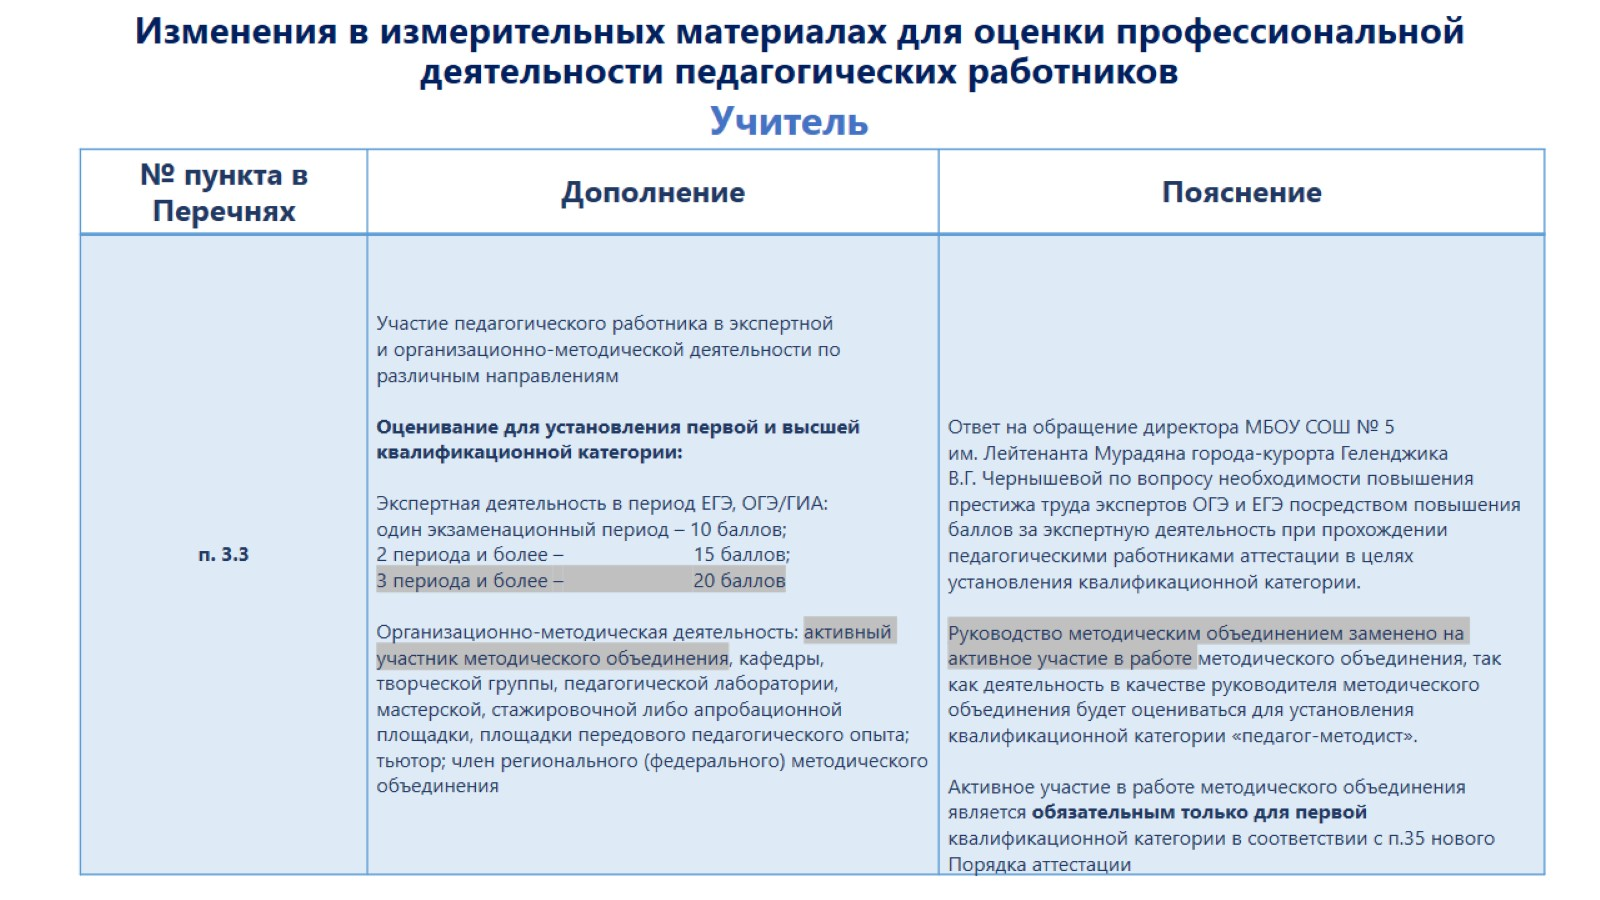 Изменения в измерительных материалах для оценки профессиональной
деятельности педагогических работников
Учитель
№ пункта в
Перечнях
Дополнение
Пояснение
п. 3.3
Участие педагогического работника в экспертной
и организационно-методической деятельности по
различным направлениям
Оценивание для установления первой и высшей
квалификационной категории:
Экспертная деятельность в период ЕГЭ, ОГЭ/ГИА:
один экзаменационный период – 10 баллов;
2 периода и более – 15 баллов;
3 периода и более – 20 баллов
Организационно-методическая деятельность: активный
участник методического объединения, кафедры,
творческой группы, педагогической лаборатории,
мастерской, стажировочной либо апробационной
площадки, площадки передового педагогического опыта;
тьютор; член регионального (федерального) методического
объединения
Ответ на обращение директора МБОУ СОШ № 5
им. Лейтенанта Мурадяна города-курорта Геленджика
В.Г. Чернышевой по вопросу необходимости повышения
престижа труда экспертов ОГЭ и ЕГЭ посредством повышения
баллов за экспертную деятельность при прохождении
педагогическими работниками аттестации в целях
установления квалификационной категории.
Руководство методическим объединением заменено на
активное участие в работе методического объединения, так
как деятельность в качестве руководителя методического
объединения будет оцениваться для установления
квалификационной категории «педагог-методист».
Активное участие в работе методического объединения
является обязательным только для первой
квалификационной категории в соответствии с п.35 нового
Порядка аттестации